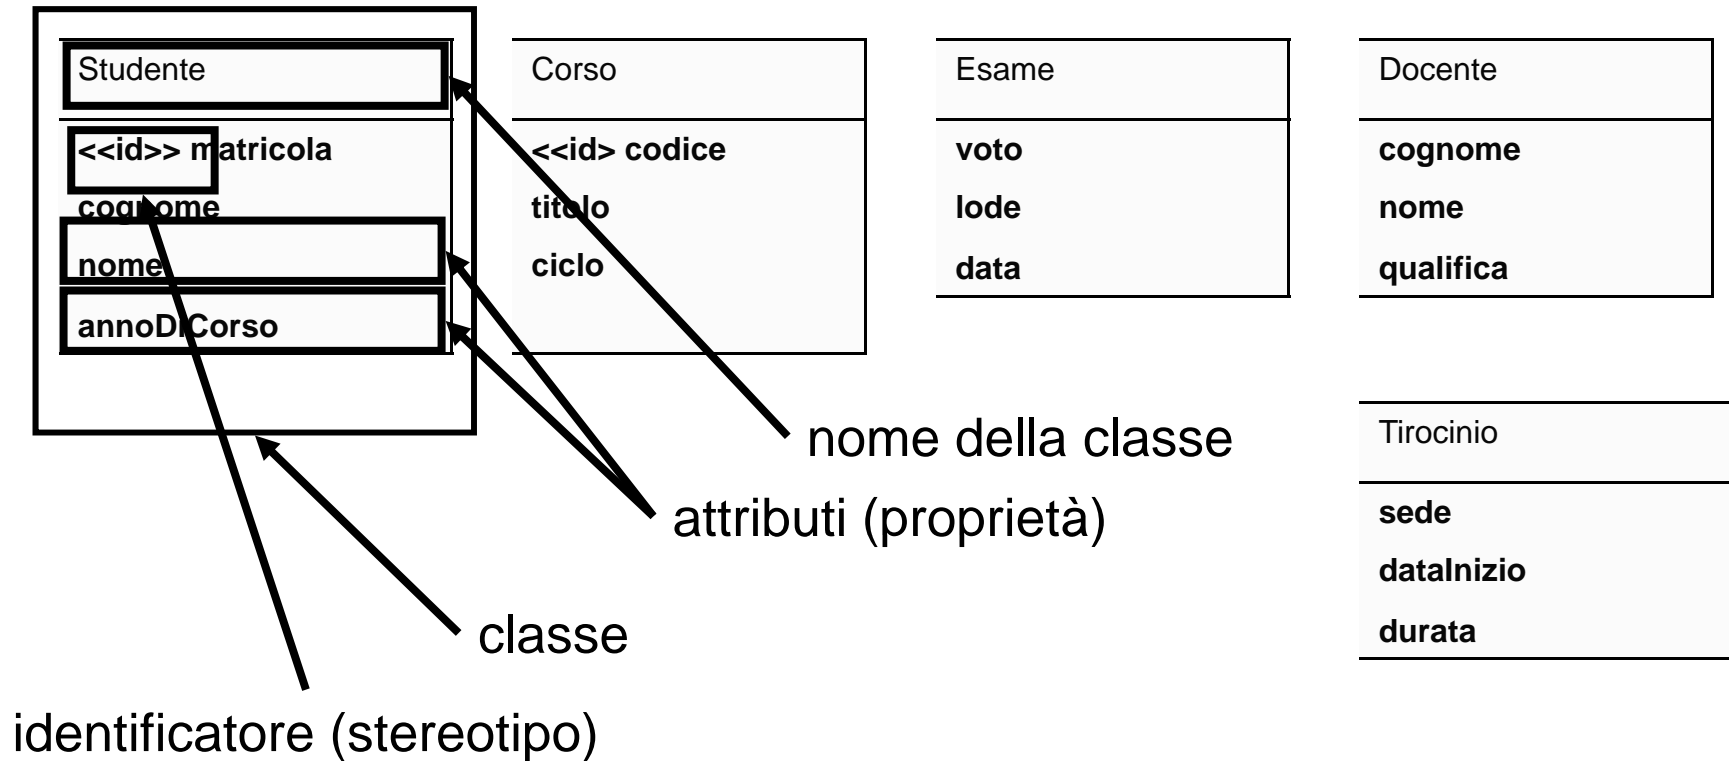 Studente
<<id>> matricola
cognome
nome
annoDiCorso
Corso
<<id> codice
titolo
ciclo
Esame
voto
lode
data
Docente
cognome
nome
qualifica
Tirocinio
sede
dataInizio
durata
nome della classe
attributi (proprietà)
classe
identificatore (stereotipo)